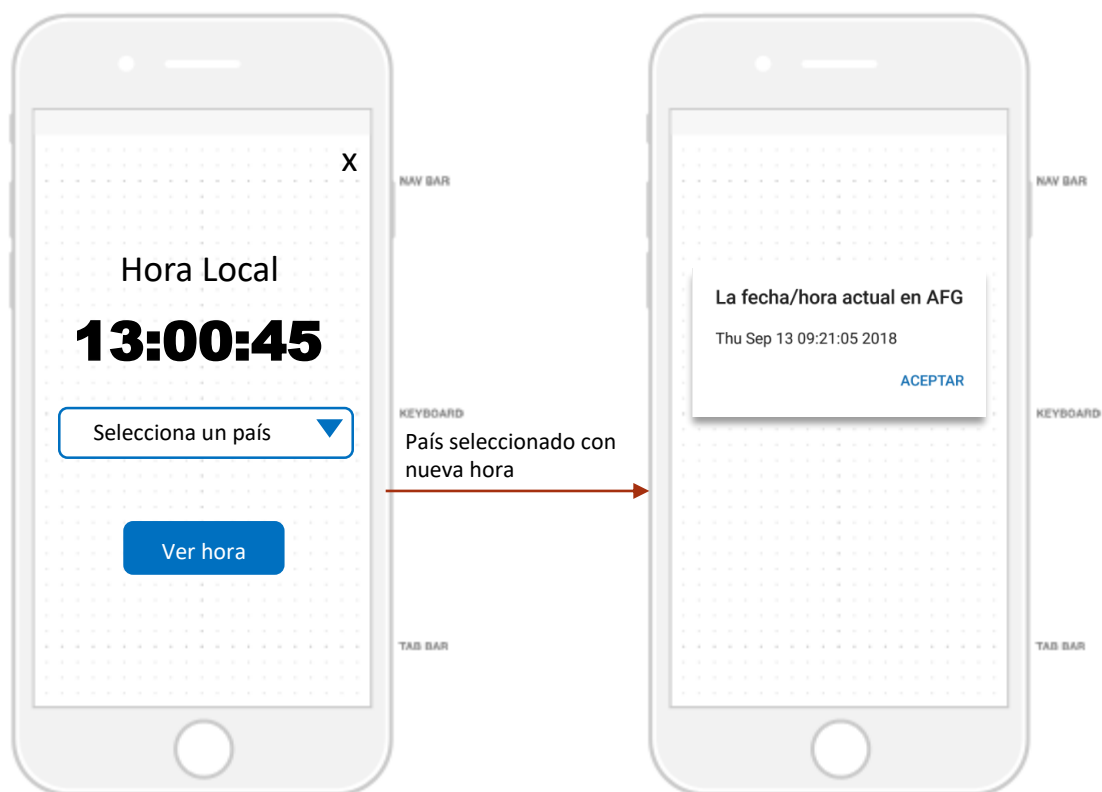 X
NAV BAR
Hora Local
13:00:45
Selecciona un país
KEYBOARD
Ver hora
TAB BAR
País seleccionado con
nueva hora
NAV BAR
La fecha/hora actual en AFG
Thu Sep 13 09:21:05 2018
ACEPTAR
KEYBOARD
TAB BAR